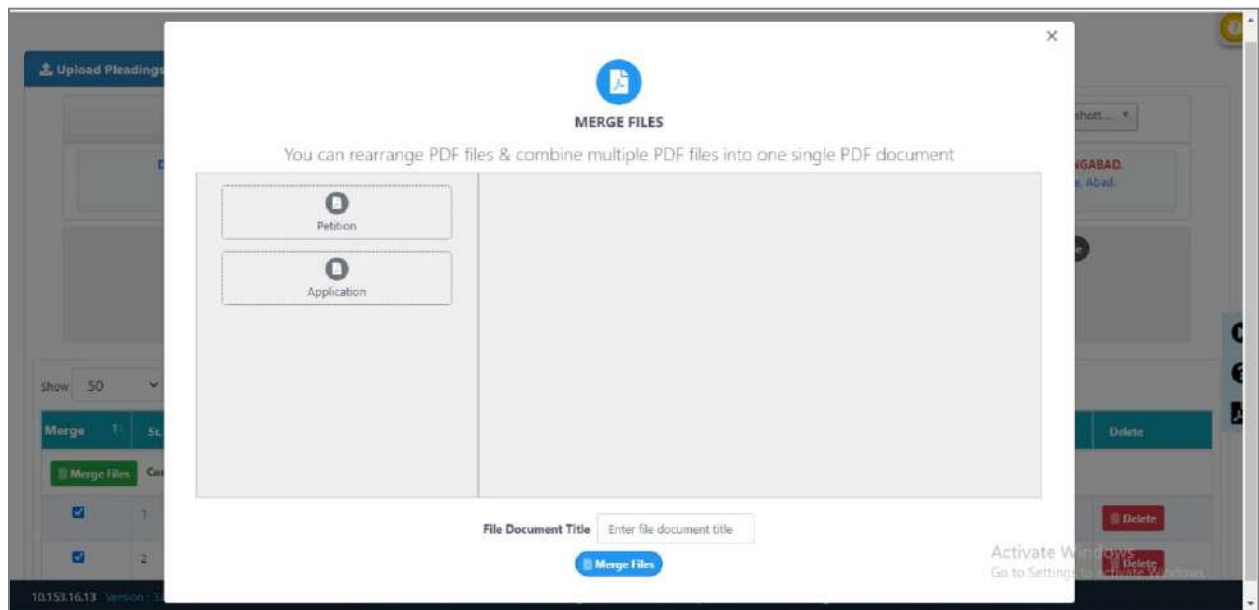 Upload Pleadings
×
MERGE FILES
You can rearrange PDF files & combine multiple PDF files into one single PDF document
Petition
Application
File Document Title Enter file document title
Merge Files
NGABAD.
Abad.
Show 50
Merge
Delete
Merge Files
1 Delete
2 Delete
Activate Windows
Go to Settings to activate Windows.
10.153.16.13 Version